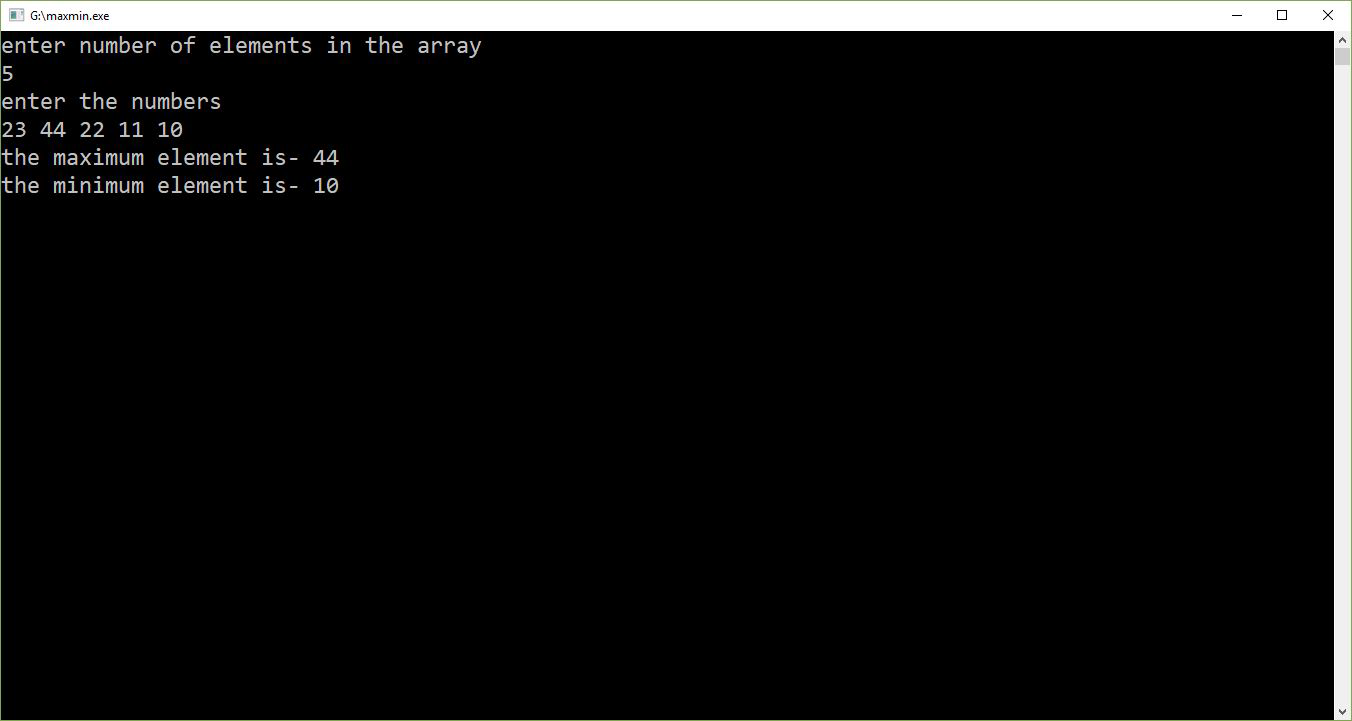 G:\maxmin.exe
enter number of elements in the array
5
enter the numbers
23 44 22 11 10
the maximum element is- 44
the minimum element is- 10